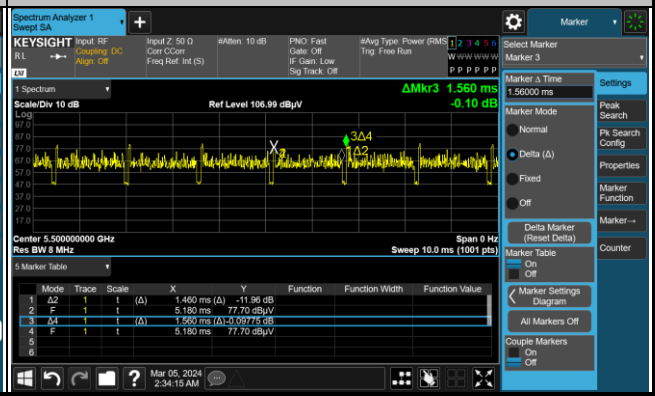 Spectrum Analyzer 1
Swept SA
Marker
KEYSIGHT
Input: RF
Coupling: DC
Align: Off
Input Z: 50 Ω
Corr CCorr
Freq Ref: Int (S)
#Atten: 10 dB
PNO: Fast
Gate: Off
IF Gain: Low
Sig Track: Off
#Avg Type: Power (RMS
Trig: Free Run
1 2 3 4 5 6
W W W W W W
P P P P P P
R L
LXI
Select Marker
Marker 3
1 Spectrum
ΔMkr3 1.560 ms
-0.10 dB
Scale/Div 10 dB
Ref Level 106.99 dBµV
Log
97.0
87.0
77.0
67.0
57.0
47.0
37.0
27.0
17.0
X
2
3Δ4
1Δ2
Center 5.500000000 GHz
Res BW 8 MHz
Span 0 Hz
Sweep 10.0 ms (1001 pts)
5 Marker Table
Mode Trace Scale X Y Function Function Width Function Value
1 Δ2 1 t (Δ) 1.460 ms (Δ) -11.96 dB
2 F 1 t 5.180 ms 77.70 dBµV
3 Δ4 1 t (Δ) 1.560 ms (Δ) -0.09775 dB
4 F 1 t 5.180 ms 77.70 dBµV
5
6
Mar 05, 2024
2:34:15 AM
?
Marker Δ Time
1.56000 ms
Marker Mode
Normal
Delta (Δ)
Fixed
Off
Delta Marker
(Reset Delta)
Marker Table
On
Off
Marker Settings
Diagram
All Markers Off
Couple Markers
On
Off
Settings
Peak
Search
Pk Search
Config
Properties
Marker
Function
Marker→
Counter